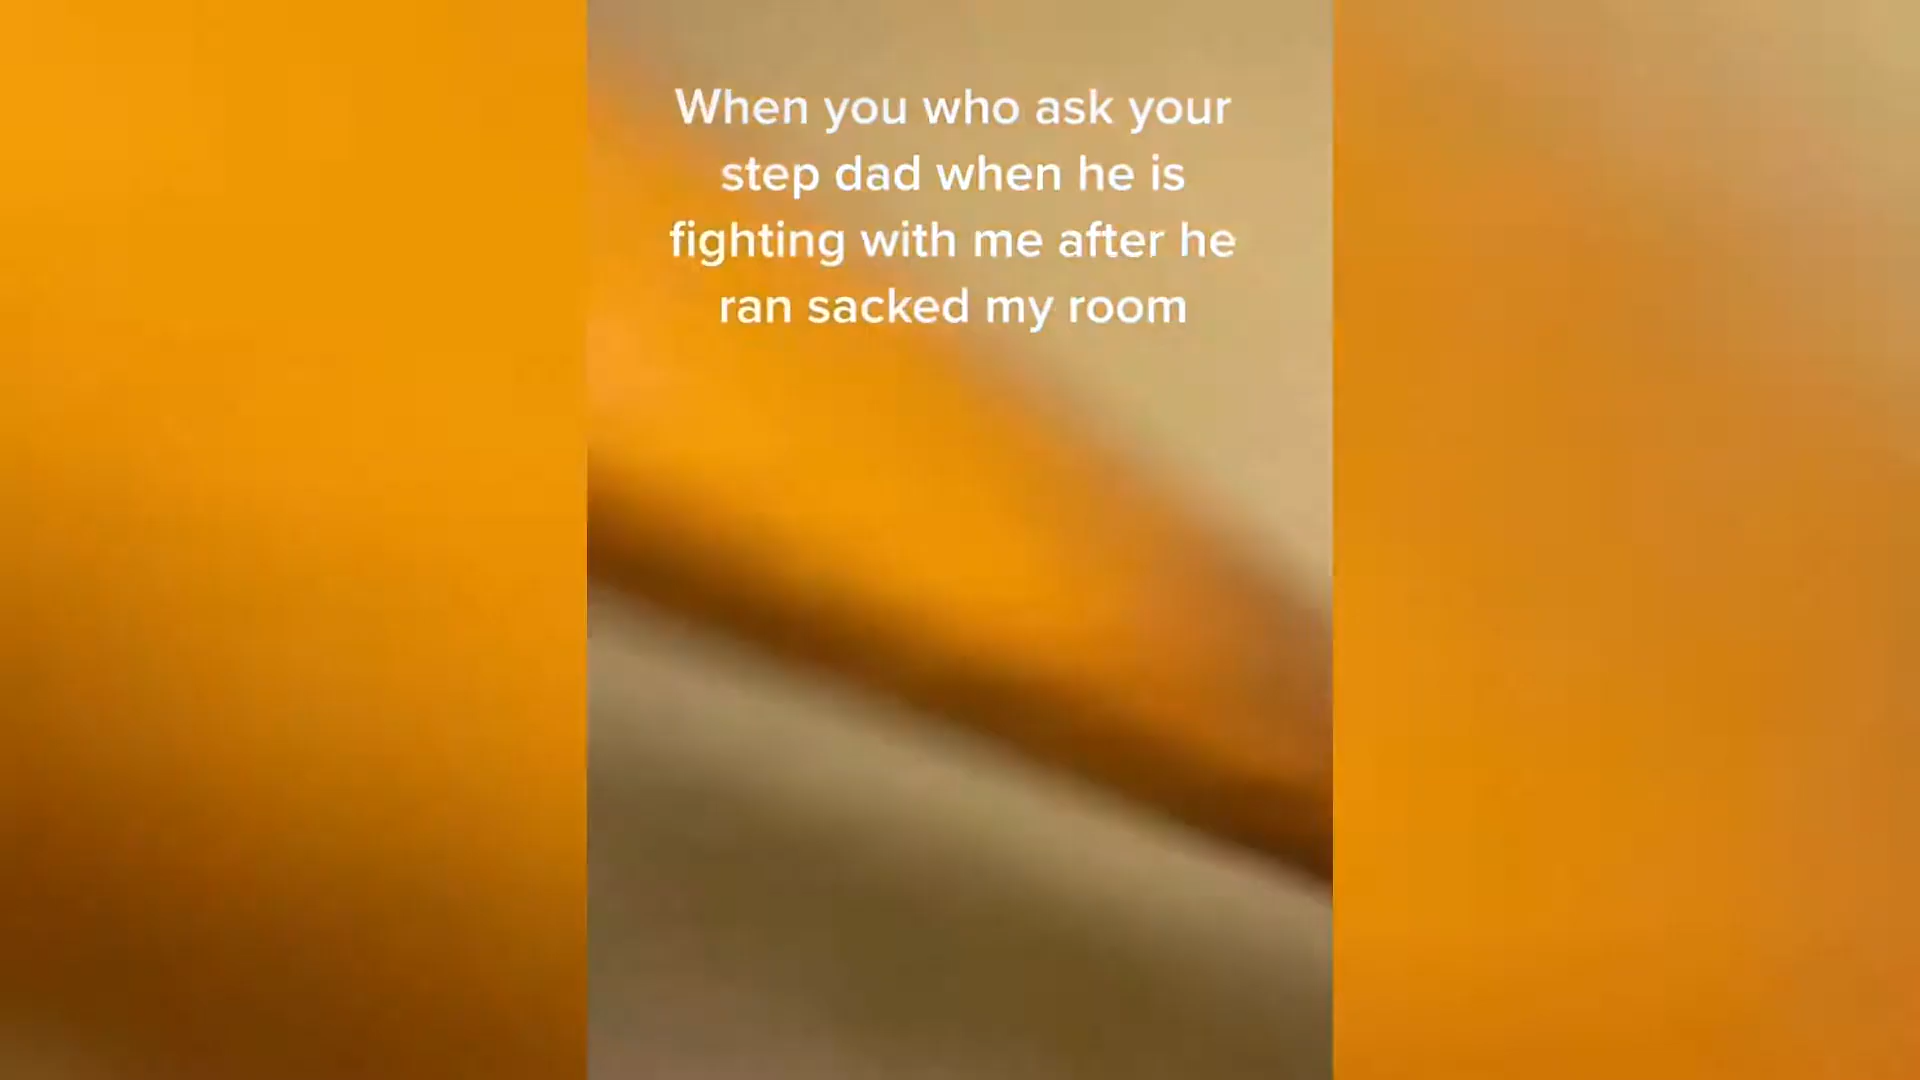 When you who ask your
step dad when he is
fighting with me after he
ran sacked my room